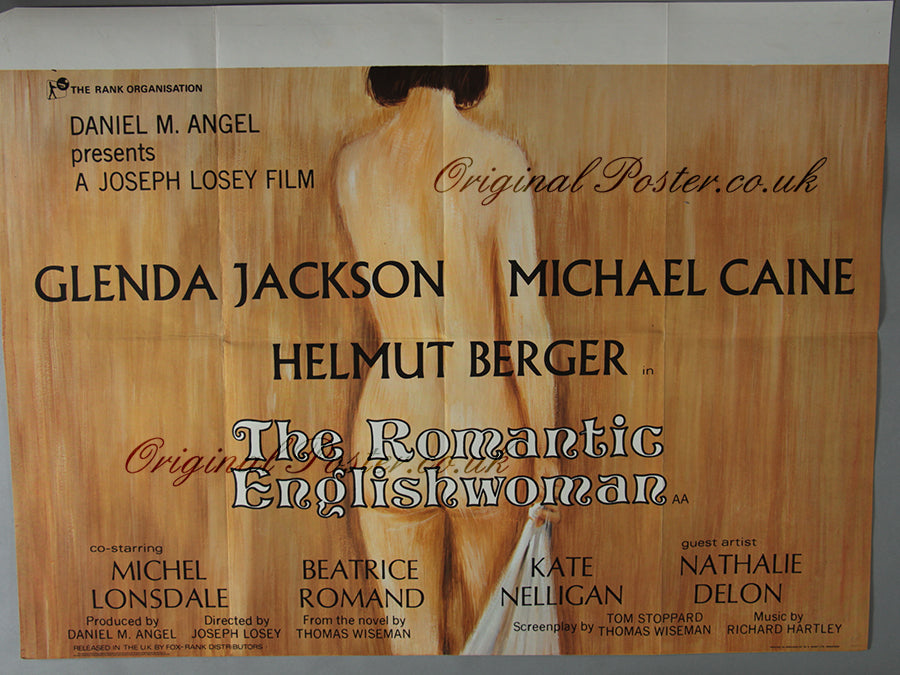 THE RANK ORGANISATION
DANIEL M. ANGEL
presents
A JOSEPH LOSEY FILM
Original Poster.co.uk
GLENDA JACKSON MICHAEL CAINE
HELMUT BERGER in
The Romantic
Englishwoman AA
Original Poster.co.uk
co-starring
MICHEL
LONSDALE
BEATRICE
ROMAND
KATE
NELLIGAN
guest artist
NATHALIE
DELON
Produced by
DANIEL M. ANGEL
Directed by
JOSEPH LOSEY
From the novel by
THOMAS WISEMAN
Screenplay by TOM STOPPARD
THOMAS WISEMAN
Music by
RICHARD HARTLEY
RELEASED IN THE U.K BY FOX-RANK DISTRIBUTORS